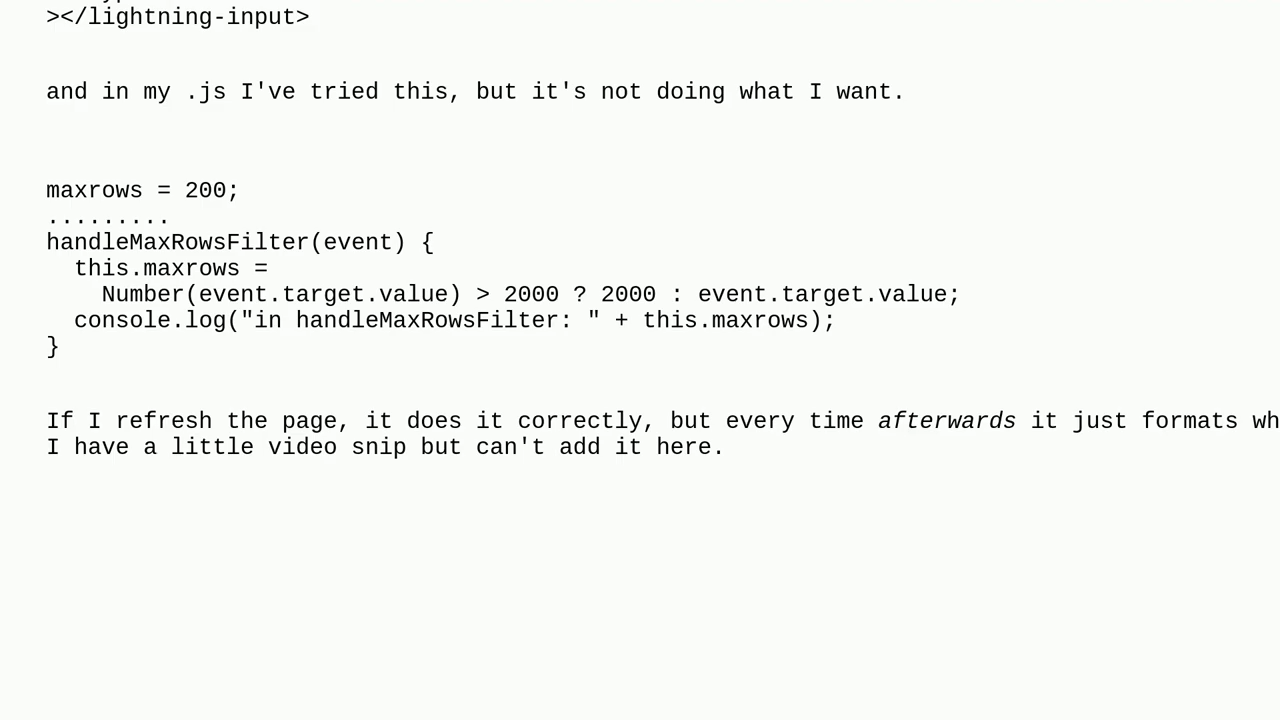 ></lightning-input>
and in my .js I've tried this, but it's not doing what I want.
maxrows = 200;
.........
handleMaxRowsFilter(event) {
  this.maxrows =
    Number(event.target.value) > 2000 ? 2000 : event.target.value;
  console.log("in handleMaxRowsFilter: " + this.maxrows);
}
If I refresh the page, it does it correctly, but every time afterwards it just formats
I have a little video snip but can't add it here.